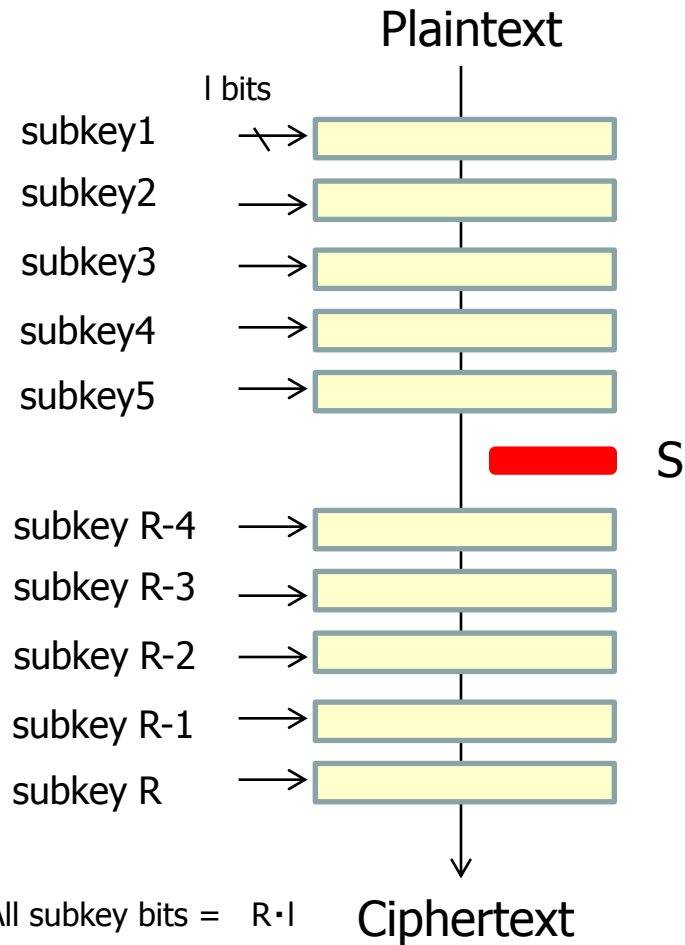 Plaintext
l bits
subkey1
subkey2
subkey3
subkey4
subkey5
S
subkey R-4
subkey R-3
subkey R-2
subkey R-1
subkey R
All subkey bits = R·l
Ciphertext